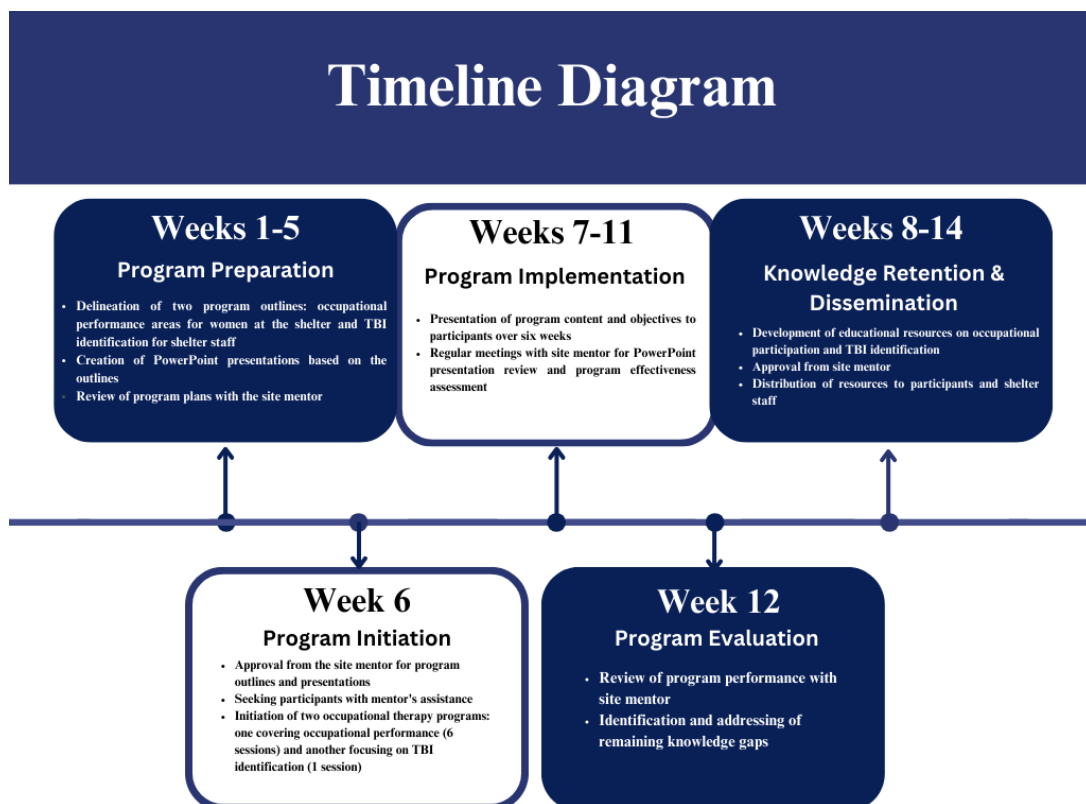 Timeline Diagram
Weeks 1-5
Program Preparation
• Delineation of two program outlines: occupational
performance areas for women at the shelter and TBI
identification for shelter staff
• Creation of PowerPoint presentations based on the
outlines
• Review of program plans with the site mentor
Weeks 7-11
Program Implementation
• Presentation of program content and objectives to
participants over six weeks
• Regular meetings with site mentor for PowerPoint
presentation review and program effectiveness
assessment
Weeks 8-14
Knowledge Retention &
Dissemination
• Development of educational resources on occupational
participation and TBI identification
• Approval from site mentor
• Distribution of resources to participants and shelter
staff
Week 6
Program Initiation
• Approval from the site mentor for program
outlines and presentations
• Seeking participants with mentor's assistance
• Initiation of two occupational therapy programs:
one covering occupational performance (6
sessions) and another focusing on TBI
identification (1 session)
Week 12
Program Evaluation
• Review of program performance with
site mentor
• Identification and addressing of
remaining knowledge gaps